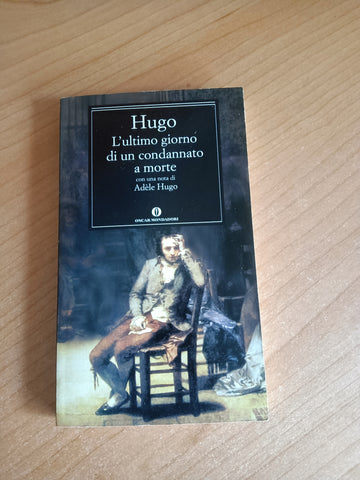 Hugo
L'ultimo giorno
di un condannato
a morte
con una nota di
Adèle Hugo
OSCAR MONDADORI